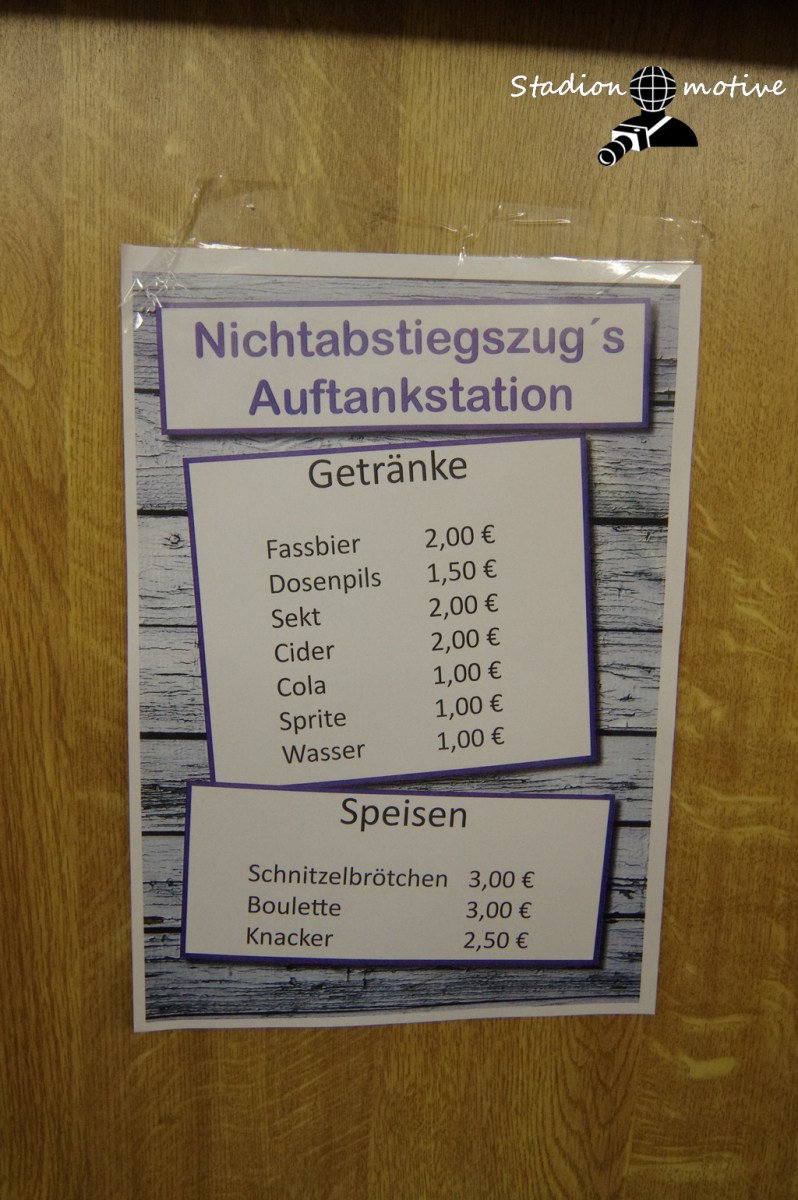 Stadion motive
Nichtabstiegszug´s
Auftankstation
Getränke
Fassbier 2,00 €
Dosenpils 1,50 €
Sekt 2,00 €
Cider 2,00 €
Cola 1,00 €
Sprite 1,00 €
Wasser 1,00 €
Speisen
Schnitzelbrötchen 3,00 €
Boulette 3,00 €
Knacker 2,50 €